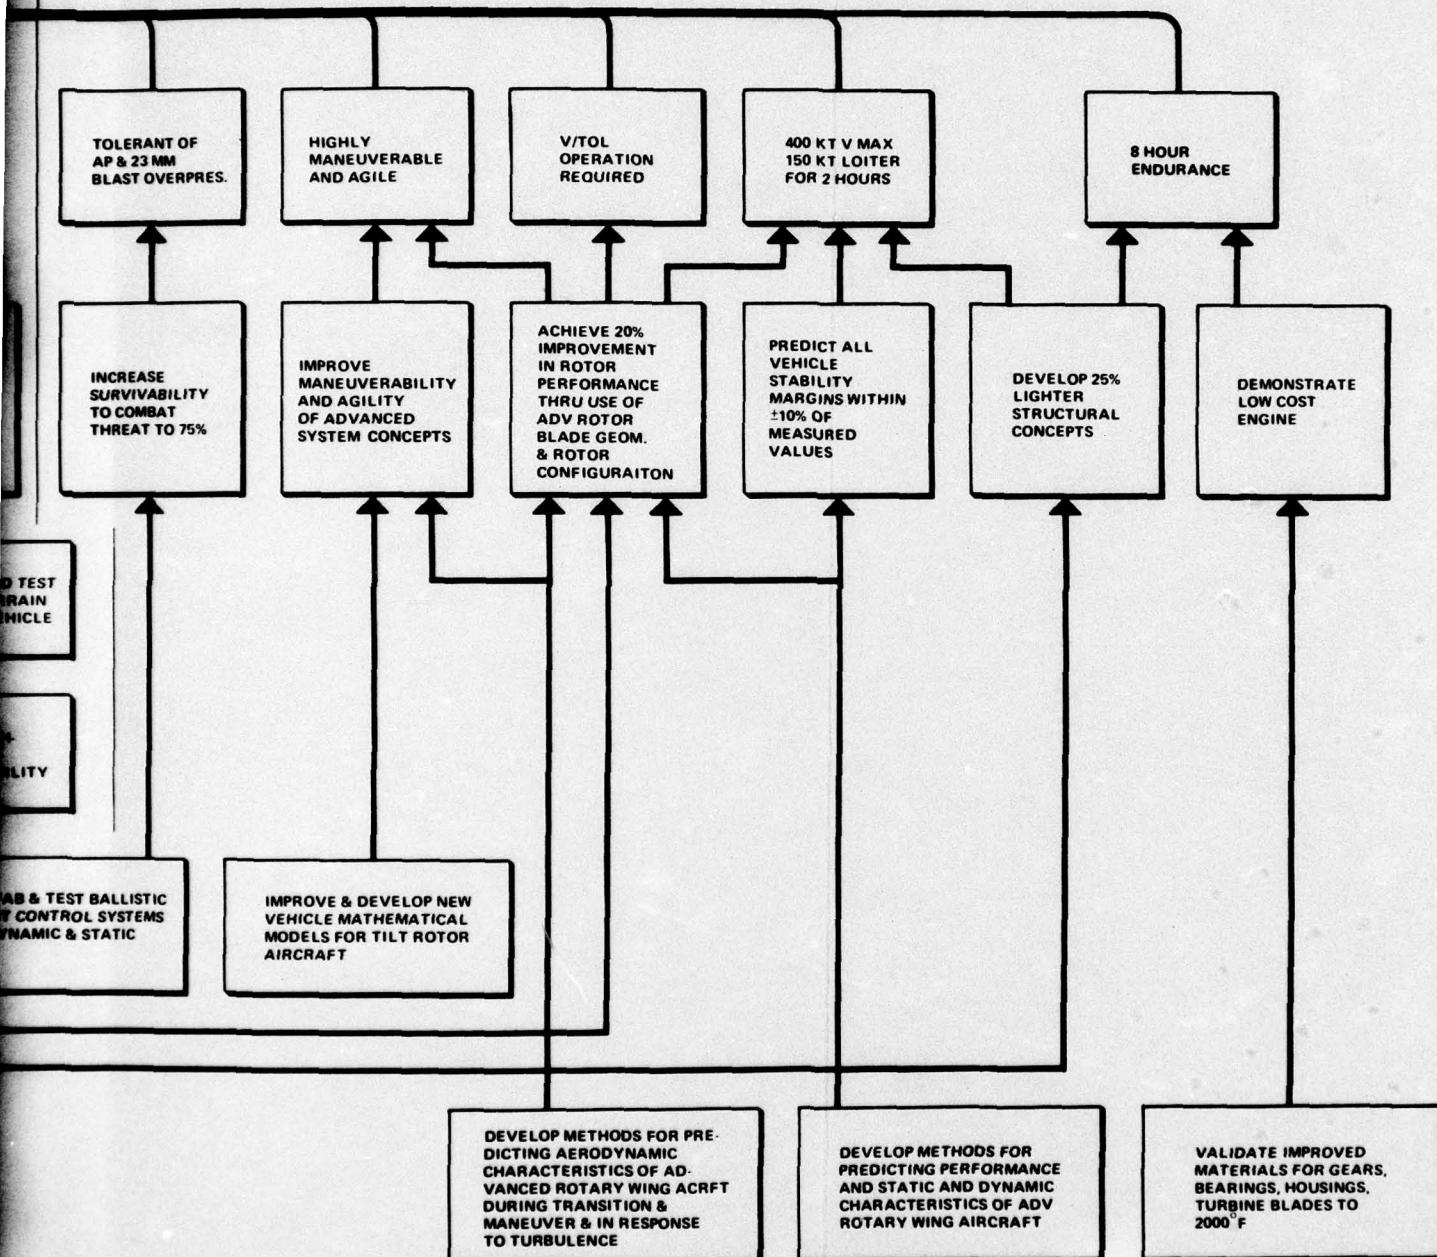 TOLERANT OF
AP & 23 MM
BLAST OVERPRES.
HIGHLY
MANEUVERABLE
AND AGILE
V/TOL
OPERATION
REQUIRED
400 KT V MAX
150 KT LOITER
FOR 2 HOURS
8 HOUR
ENDURANCE
INCREASE
SURVIVABILITY
TO COMBAT
THREAT TO 75%
IMPROVE
MANEUVERABILITY
AND AGILITY
OF ADVANCED
SYSTEM CONCEPTS
ACHIEVE 20%
IMPROVEMENT
IN ROTOR
PERFORMANCE
THRU USE OF
ADV ROTOR
BLADE GEOM.
& ROTOR
CONFIGURAITON
PREDICT ALL
VEHICLE
STABILITY
MARGINS WITHIN
±10% OF
MEASURED
VALUES
DEVELOP 25%
LIGHTER
STRUCTURAL
CONCEPTS
DEMONSTRATE
LOW COST
ENGINE
TEST
& TEST BALLISTIC
CONTROL SYSTEMS
& STATIC
IMPROVE & DEVELOP NEW
VEHICLE MATHEMATICAL
MODELS FOR TILT ROTOR
AIRCRAFT
DEVELOP METHODS FOR PRE-
DICTING AERODYNAMIC
CHARACTERISTICS OF AD-
VANCED ROTARY WING ACRFT
DURING TRANSITION &
MANEUVER & IN RESPONSE
TO TURBULENCE
DEVELOP METHODS FOR
PREDICTING PERFORMANCE
AND STATIC AND DYNAMIC
CHARACTERISTICS OF ADV
ROTARY WING AIRCRAFT
VALIDATE IMPROVED
MATERIALS FOR GEARS,
BEARINGS, HOUSINGS,
TURBINE BLADES TO
2000°F